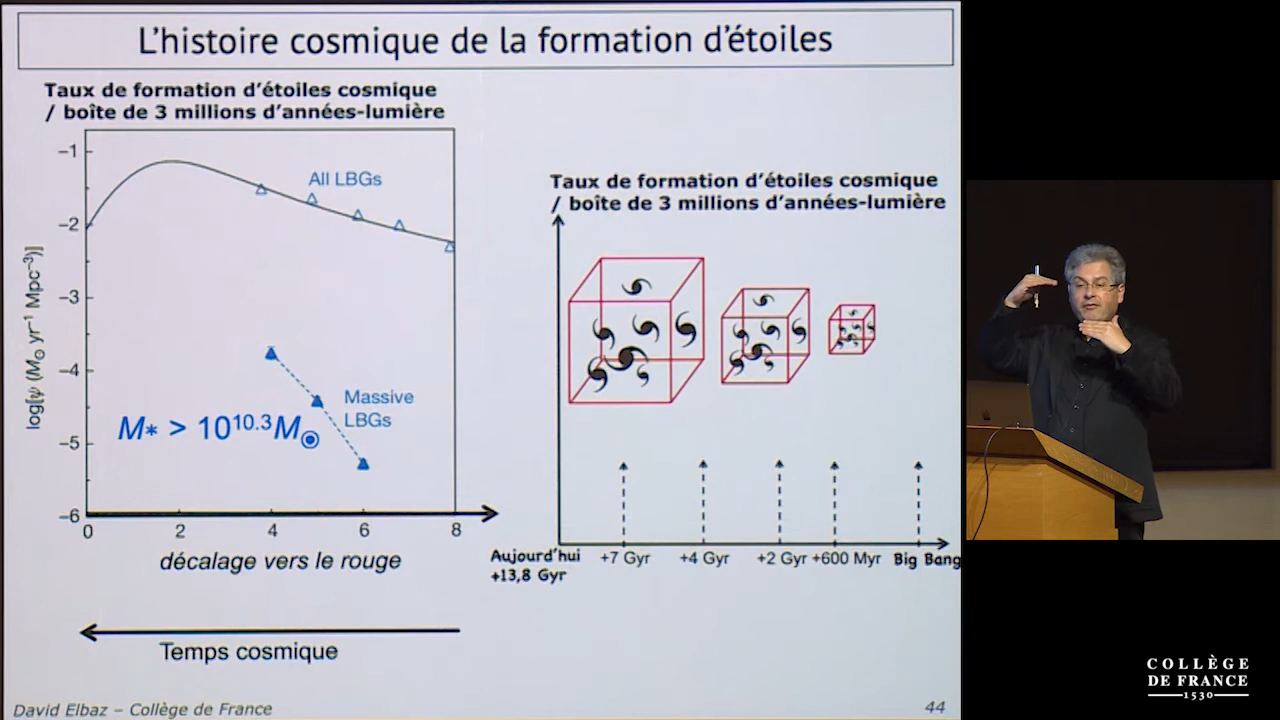 L'histoire cosmique de la formation d'étoiles
Taux de formation d'étoiles cosmique
/ boîte de 3 millions d'années-lumière
−1
−2
−3
−4
−5
−6
log[ψ (M⊙ yr⁻¹ Mpc⁻³)]
All LBGs
Massive
LBGs
M* > 10^10.3 M⊙
0 2 4 6 8
décalage vers le rouge
Temps cosmique
Taux de formation d'étoiles cosmique
/ boîte de 3 millions d'années-lumière
Aujourd'hui
+13,8 Gyr
+7 Gyr
+4 Gyr
+2 Gyr
+600 Myr
Big Bang
David Elbaz – Collège de France
44
COLLÈGE
DE FRANCE
1530